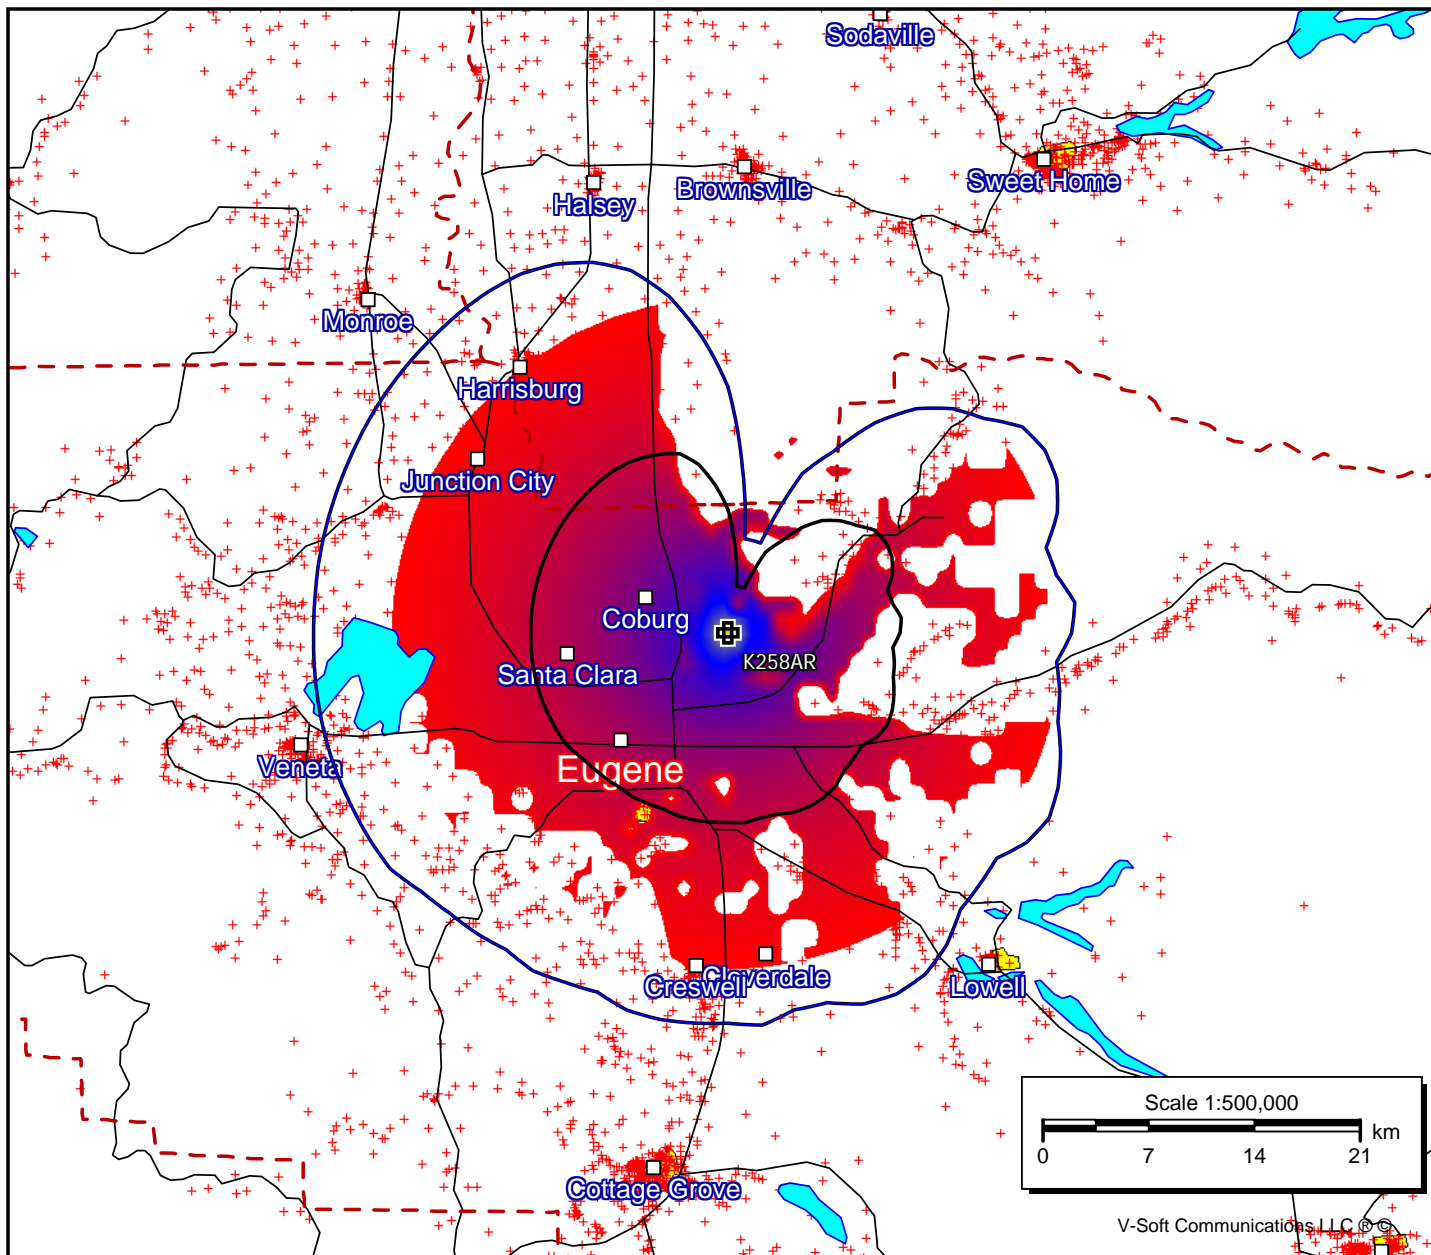 Sodaville
Sweet Home
Brownsville
Halsey
Monroe
Harrisburg
Junction City
Coburg
K258AR
Santa Clara
Veneta
Eugene
Cloverdale
Creswell
Lowell
Scale 1:500,000
km
0 7 14 21
Cottage Grove
V-Soft Communications LLC ® ©